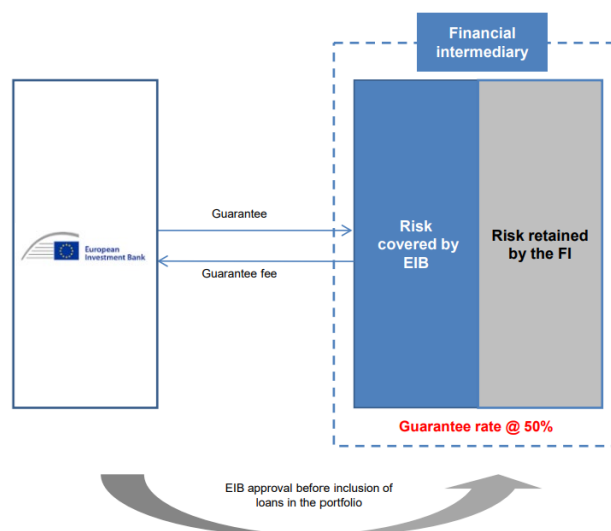 Financial
intermediary
European
Investment Bank
Guarantee
Guarantee fee
Risk
covered by
EIB
Risk retained
by the FI
Guarantee rate @ 50%
EIB approval before inclusion of
loans in the portfolio